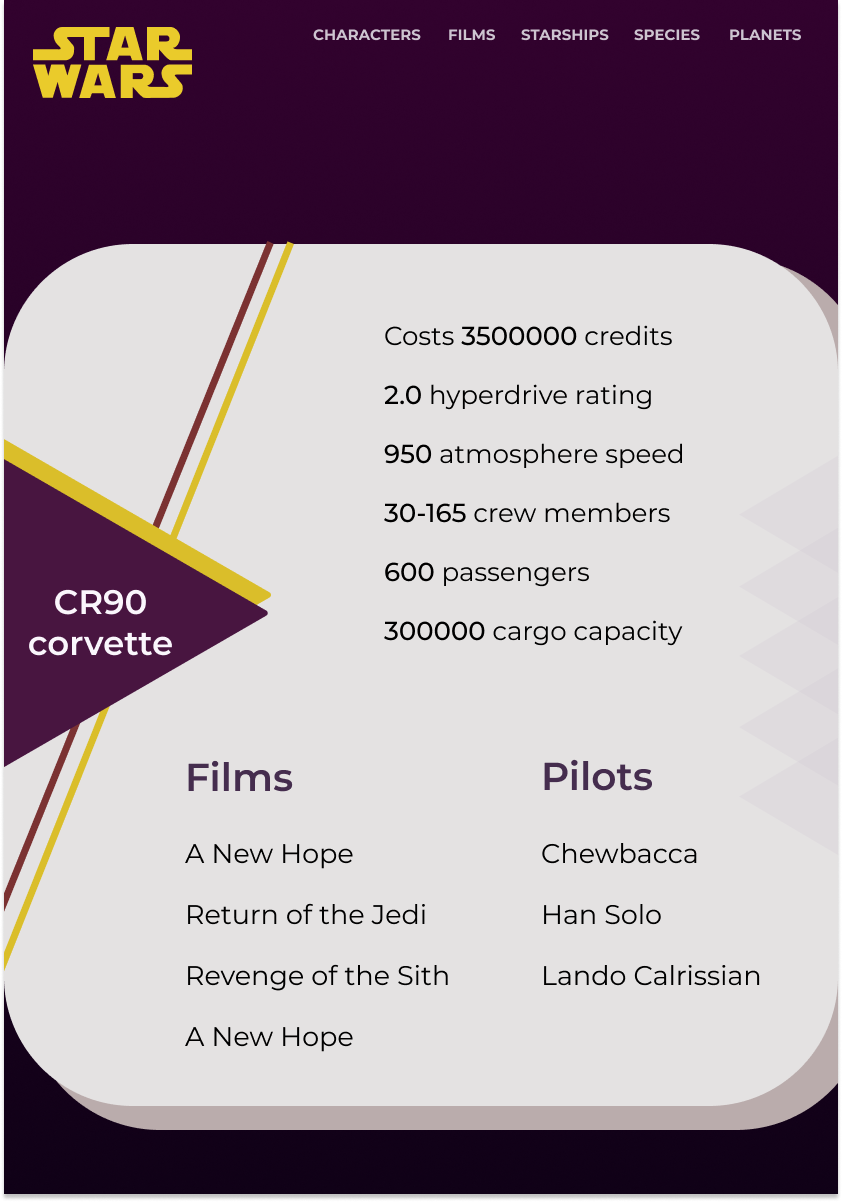 STAR
WARS
CHARACTERS FILMS STARSHIPS SPECIES PLANETS
Costs 3500000 credits
2.0 hyperdrive rating
950 atmosphere speed
30-165 crew members
600 passengers
300000 cargo capacity
CR90
corvette
Films
A New Hope
Return of the Jedi
Revenge of the Sith
A New Hope
Pilots
Chewbacca
Han Solo
Lando Calrissian